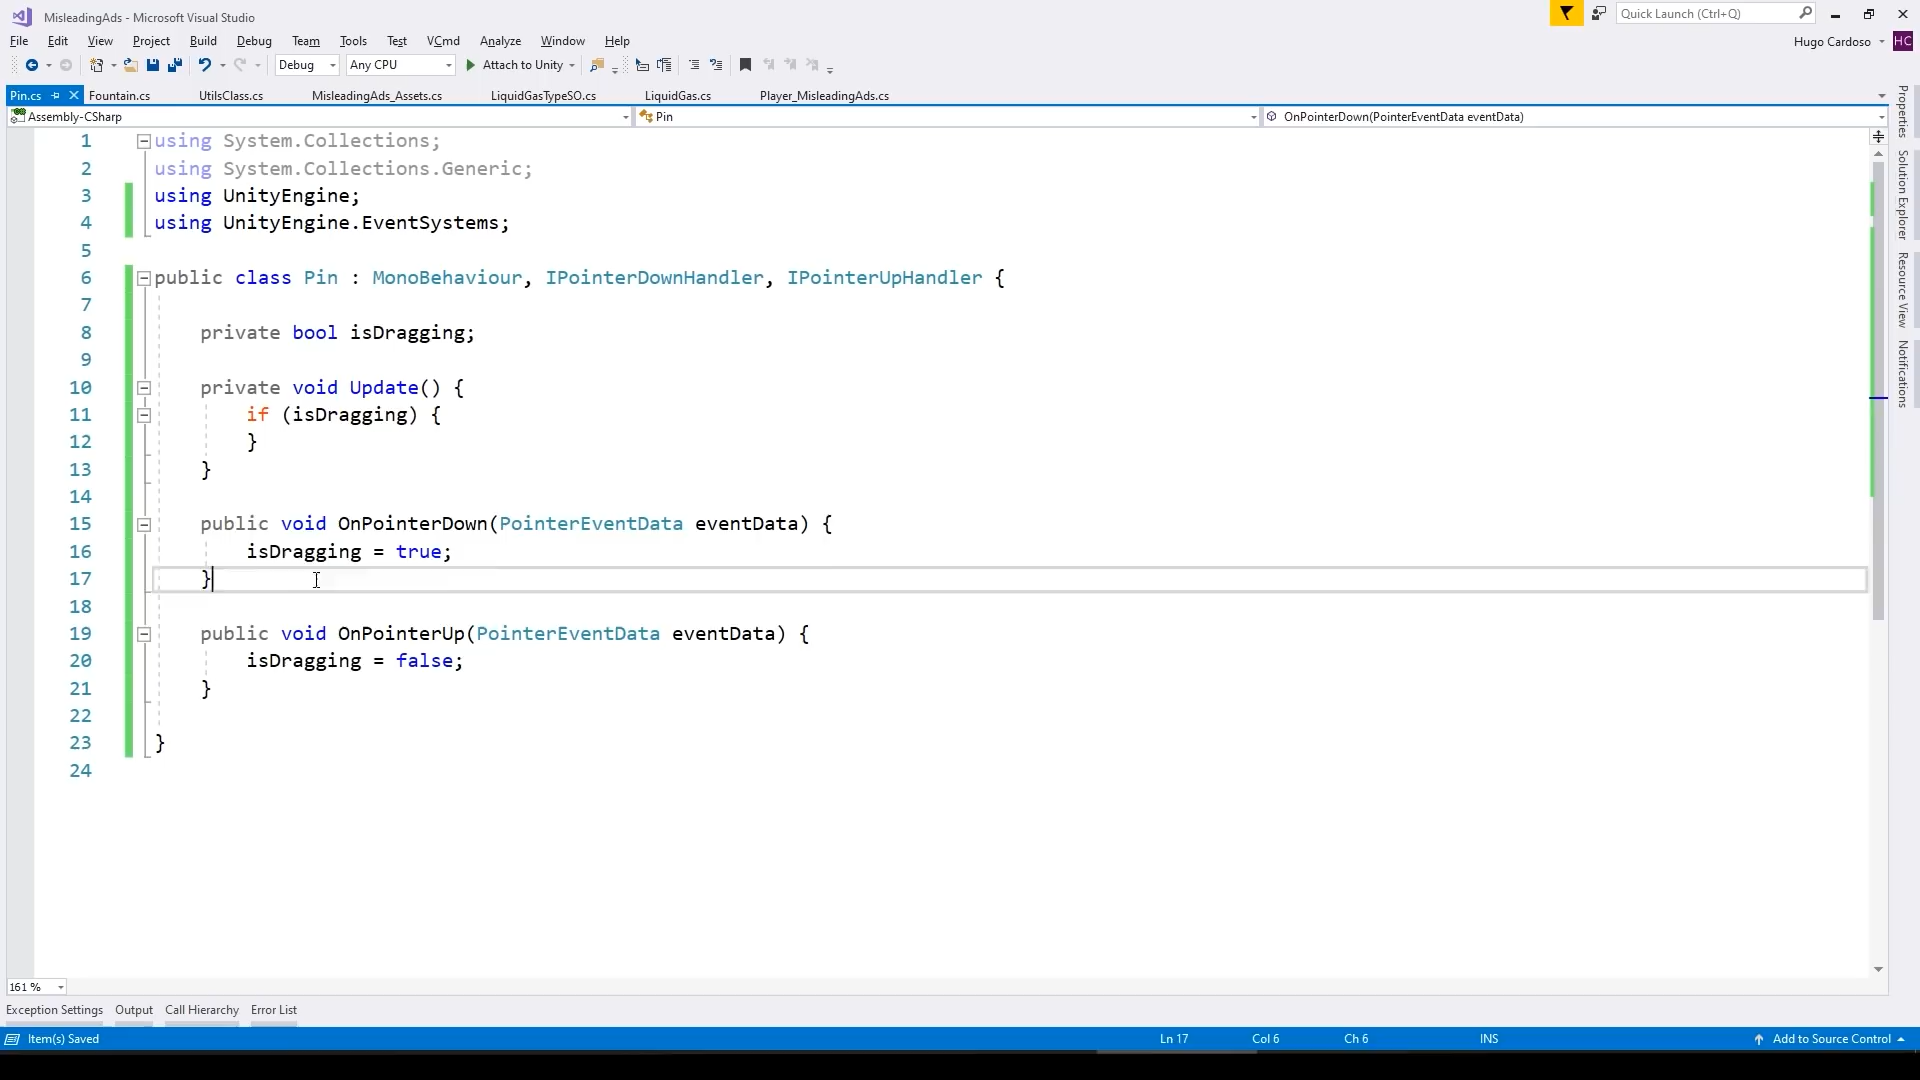 MisleadingAds - Microsoft Visual Studio
Quick Launch (Ctrl+Q)
File Edit View Project Build Debug Team Tools Test VCmd Analyze Window Help
Hugo Cardoso HC
Debug Any CPU Attach to Unity
Pin.cs Fountain.cs UtilsClass.cs MisleadingAds_Assets.cs LiquidGasTypeSO.cs LiquidGas.cs Player_MisleadingAds.cs
Assembly-CSharp Pin OnPointerDown(PointerEventData eventData)
1 using System.Collections;
2 using System.Collections.Generic;
3 using UnityEngine;
4 using UnityEngine.EventSystems;
5
6 public class Pin : MonoBehaviour, IPointerDownHandler, IPointerUpHandler {
7
8 private bool isDragging;
9
10 private void Update() {
11 if (isDragging) {
12 }
13 }
14
15 public void OnPointerDown(PointerEventData eventData) {
16 isDragging = true;
17 }
18
19 public void OnPointerUp(PointerEventData eventData) {
20 isDragging = false;
21 }
22
23 }
24
Properties
Solution Explorer
Resource View
Notifications
161 %
Exception Settings Output Call Hierarchy Error List
Item(s) Saved Ln 17 Col 6 Ch 6 INS Add to Source Control